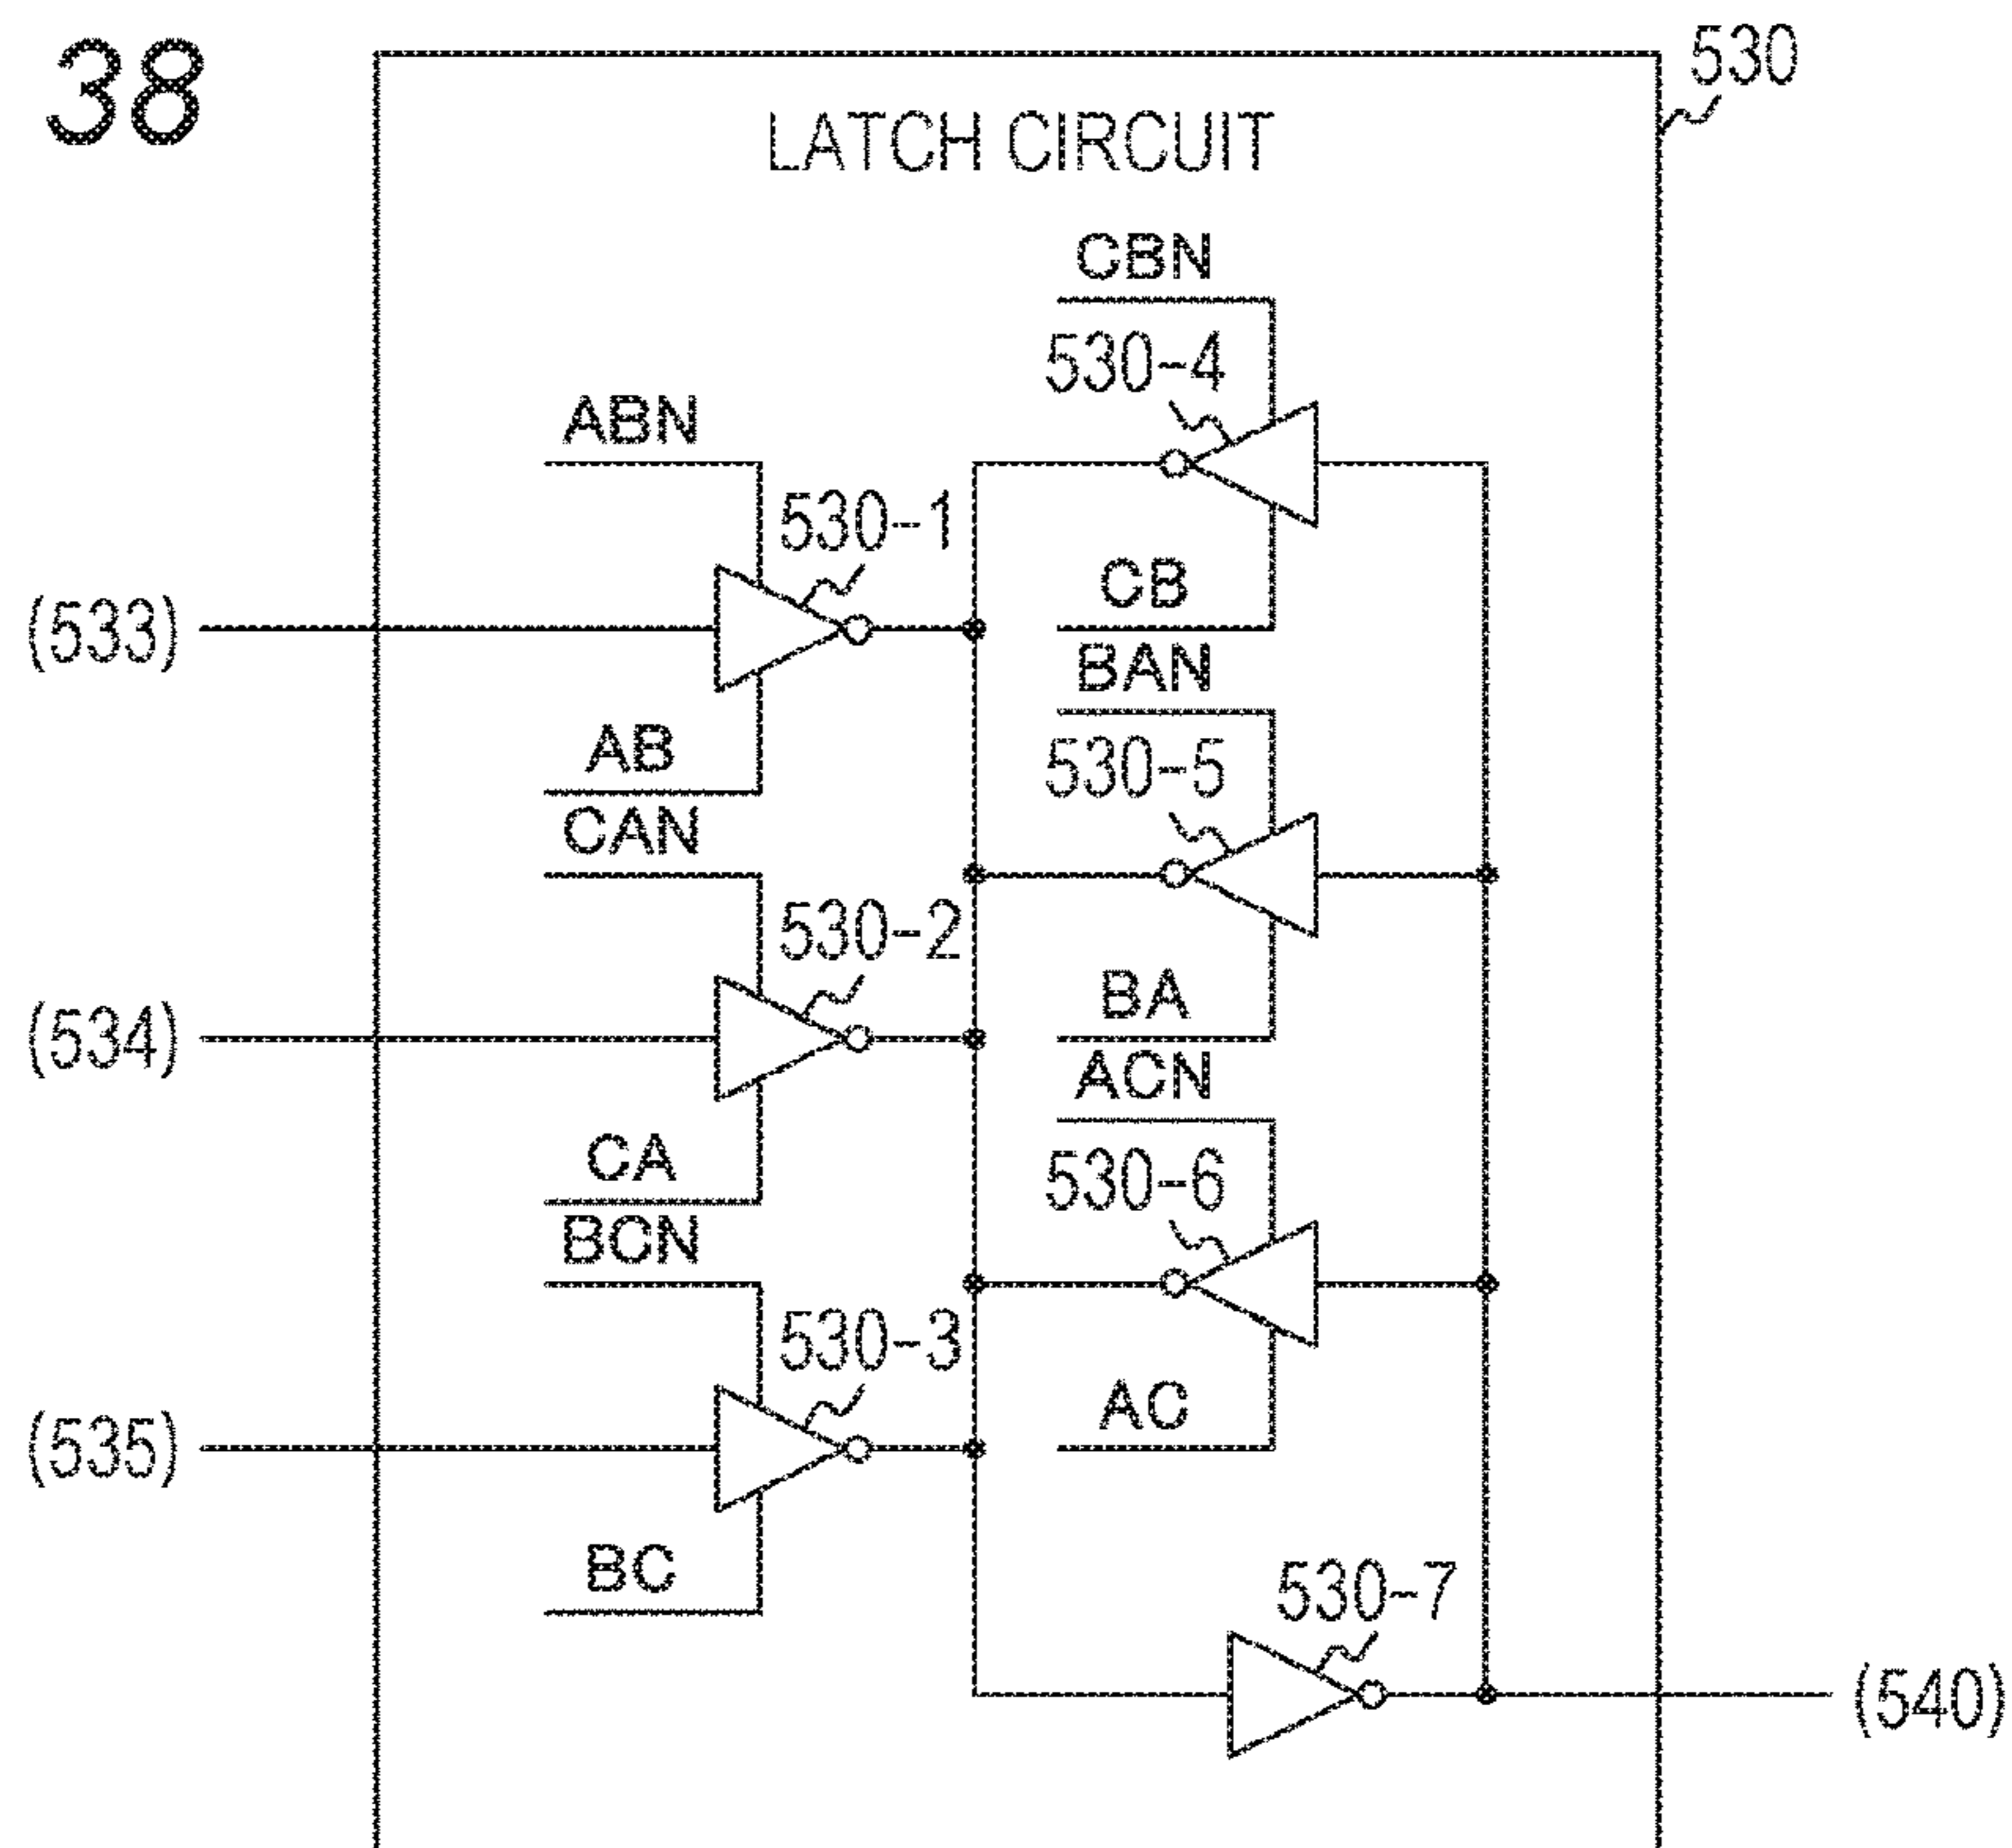 38
530
LATCH CIRCUIT
CBN
530-4
ABN
530-1
CB
(533)
BAN
AB
530-5
CAN
530-2
BA
(534)
ACN
CA
530-6
BCN
530-3
AC
(535)
BC
530-7
(540)